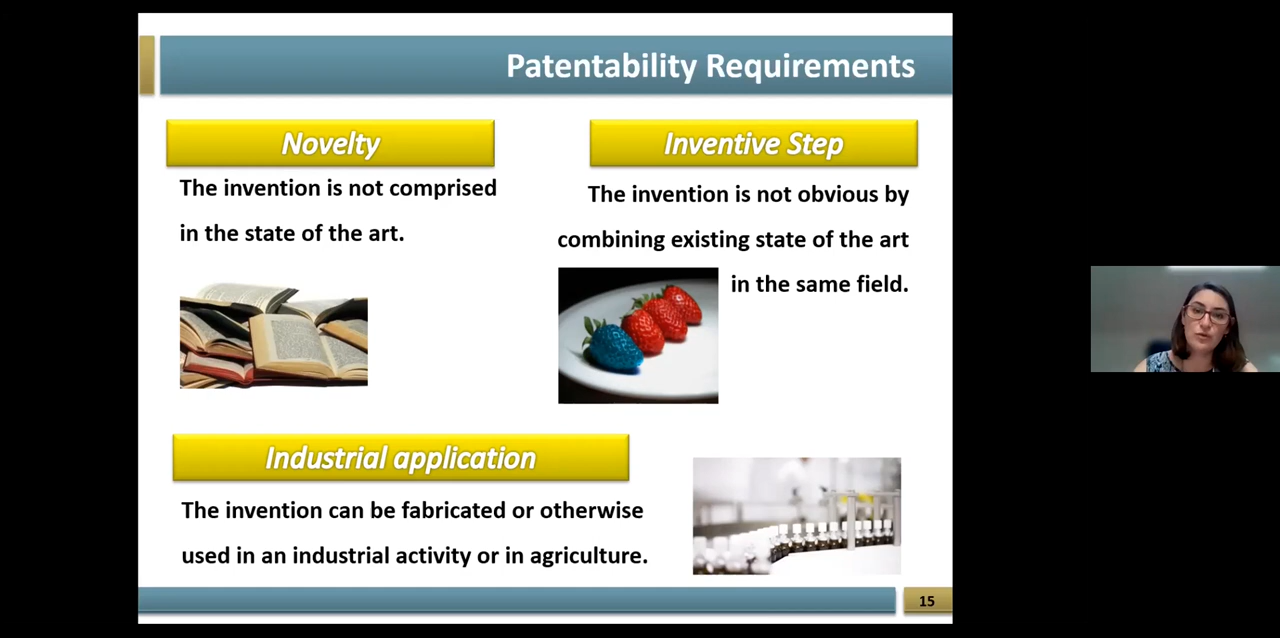 Patentability Requirements
Novelty
The invention is not comprised
in the state of the art.
Inventive Step
The invention is not obvious by
combining existing state of the art
in the same field.
Industrial application
The invention can be fabricated or otherwise
used in an industrial activity or in agriculture.
15